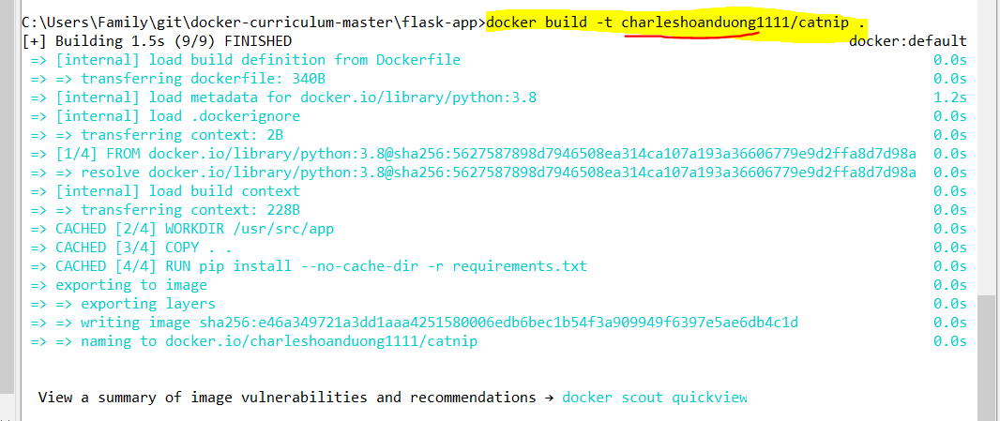 C:\Users\Family\git\docker-curriculum-master\flask-app>docker build -t charleshoanduong1111/catnip .
[+] Building 1.5s (9/9) FINISHED docker:default
=> [internal] load build definition from Dockerfile 0.0s
=> => transferring dockerfile: 340B 0.0s
=> [internal] load metadata for docker.io/library/python:3.8 1.2s
=> [internal] load .dockerignore 0.0s
=> => transferring context: 2B 0.0s
=> [1/4] FROM docker.io/library/python:3.8@sha256:5627587898d7946508ea314ca107a193a36606779e9d2ffa8d7d98a 0.0s
=> => resolve docker.io/library/python:3.8@sha256:5627587898d7946508ea314ca107a193a36606779e9d2ffa8d7d98a 0.0s
=> [internal] load build context 0.0s
=> => transferring context: 228B 0.0s
=> CACHED [2/4] WORKDIR /usr/src/app 0.0s
=> CACHED [3/4] COPY . . 0.0s
=> CACHED [4/4] RUN pip install --no-cache-dir -r requirements.txt 0.0s
=> exporting to image 0.0s
=> => exporting layers 0.0s
=> => writing image sha256:e46a349721a3dd1aaa4251580006edb6bec1b54f3a909949f6397e5ae6db4c1d 0.0s
=> => naming to docker.io/charleshoanduong1111/catnip 0.0s
View a summary of image vulnerabilities and recommendations → docker scout quickview